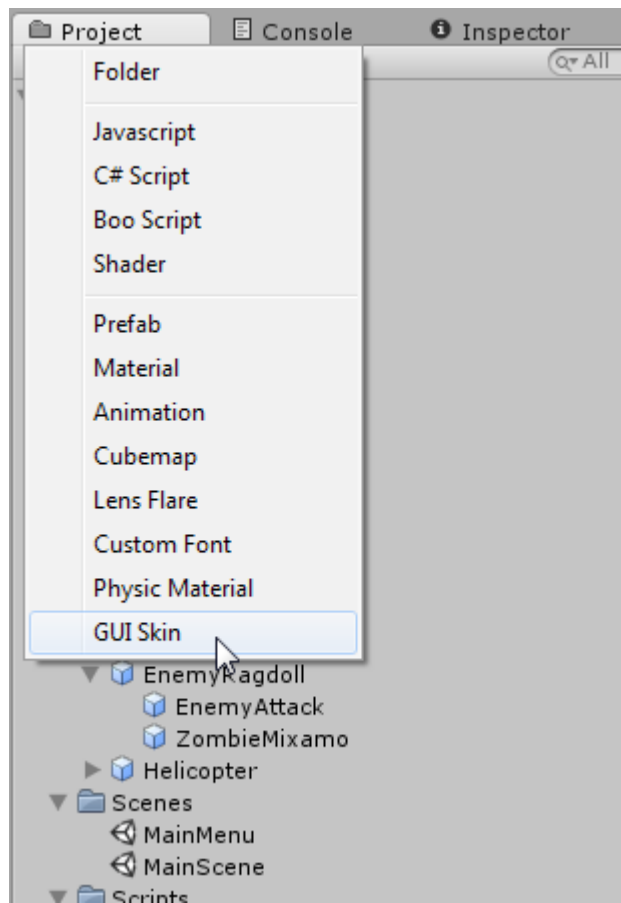 Project Console Inspector
All
Folder
Javascript
C# Script
Boo Script
Shader
Prefab
Material
Animation
Cubemap
Lens Flare
Custom Font
Physic Material
GUI Skin
EnemyRagdoll
EnemyAttack
ZombieMixamo
Helicopter
Scenes
MainMenu
MainScene
Scripts